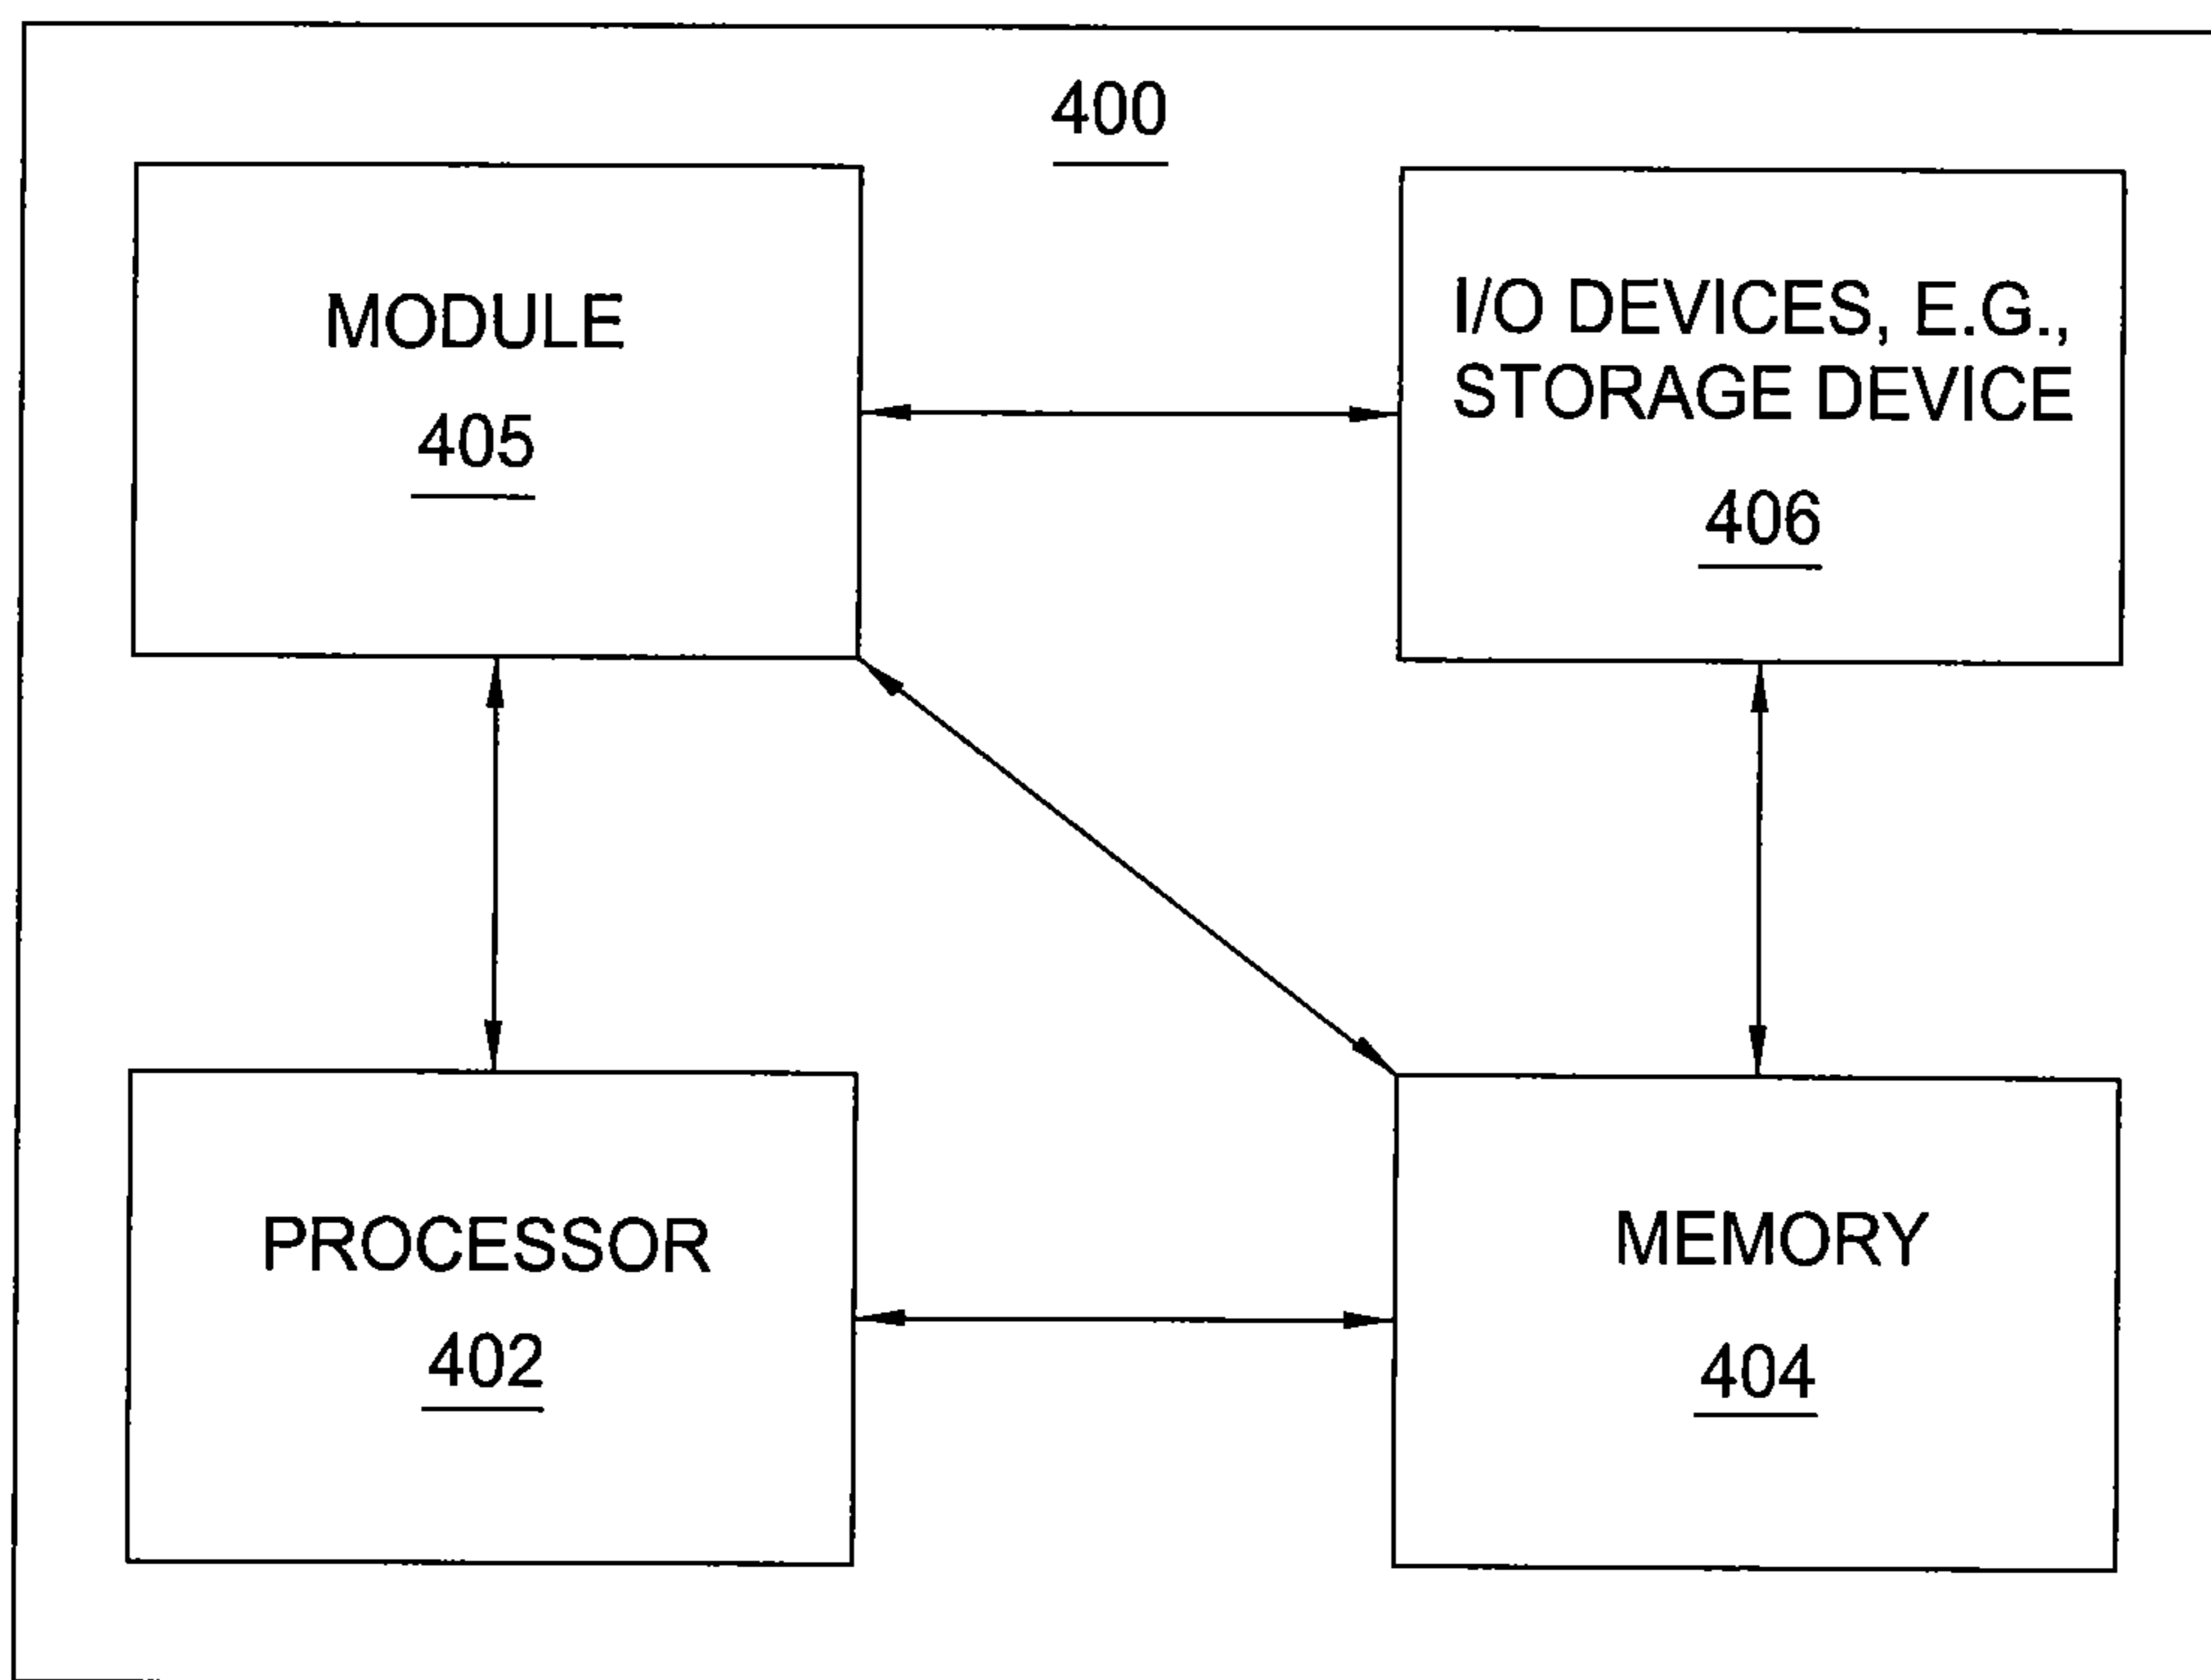 400
MODULE
405
I/O DEVICES, E.G.,
STORAGE DEVICE
406
PROCESSOR
402
MEMORY
404